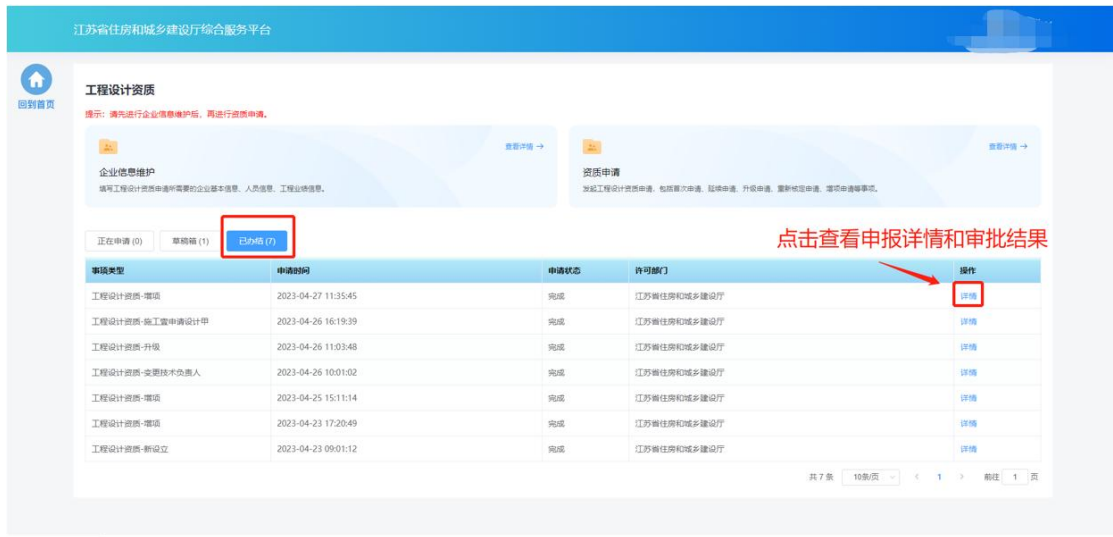 江苏省住房和城乡建设厅综合服务平台
回到首页
工程设计资质
提示：请先进行企业信息维护后，再进行资质申请。
查看详情 →
查看详情 →
企业信息维护
资质申请
填写工程设计资质申请所需要的企业基本信息、人员信息、工程业绩信息。
发起工程设计资质申请，包括首次申请、延续申请、升级申请、重新核定申请、增项申请等事项。
正在申请 (0) 草稿箱 (1) 已办结 (7)
点击查看申报详情和审批结果
事项类型 申请时间 申请状态 许可部门 操作
工程设计资质-增项 2023-04-27 11:35:45 完成 江苏省住房和城乡建设厅 详情
工程设计资质-施工壹申请设计甲 2023-04-26 16:19:39 完成 江苏省住房和城乡建设厅 详情
工程设计资质-升级 2023-04-26 11:03:48 完成 江苏省住房和城乡建设厅 详情
工程设计资质-变更技术负责人 2023-04-26 10:01:02 完成 江苏省住房和城乡建设厅 详情
工程设计资质-增项 2023-04-25 15:11:14 完成 江苏省住房和城乡建设厅 详情
工程设计资质-增项 2023-04-23 17:20:49 完成 江苏省住房和城乡建设厅 详情
工程设计资质-新设立 2023-04-23 09:01:12 完成 江苏省住房和城乡建设厅 详情
共 7 条 10条/页 < 1 > 前往 1 页